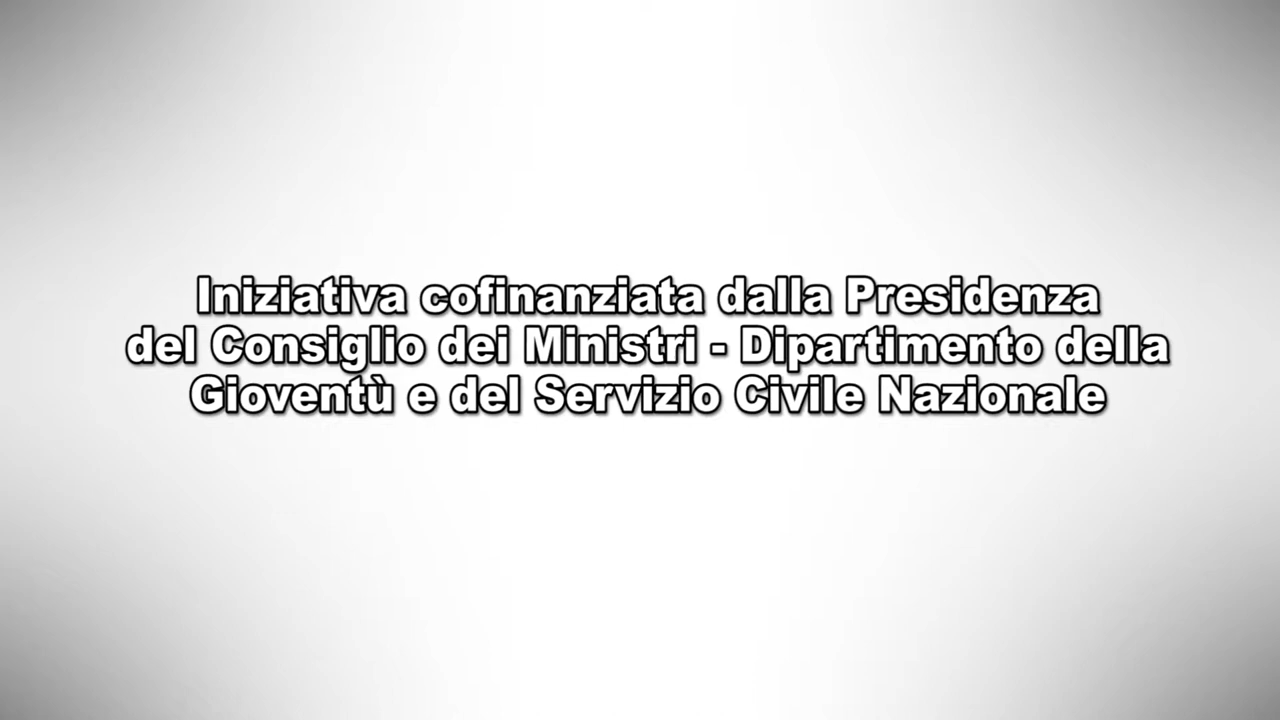 Iniziativa cofinanziata dalla Presidenza
del Consiglio dei Ministri - Dipartimento della
Gioventù e del Servizio Civile Nazionale